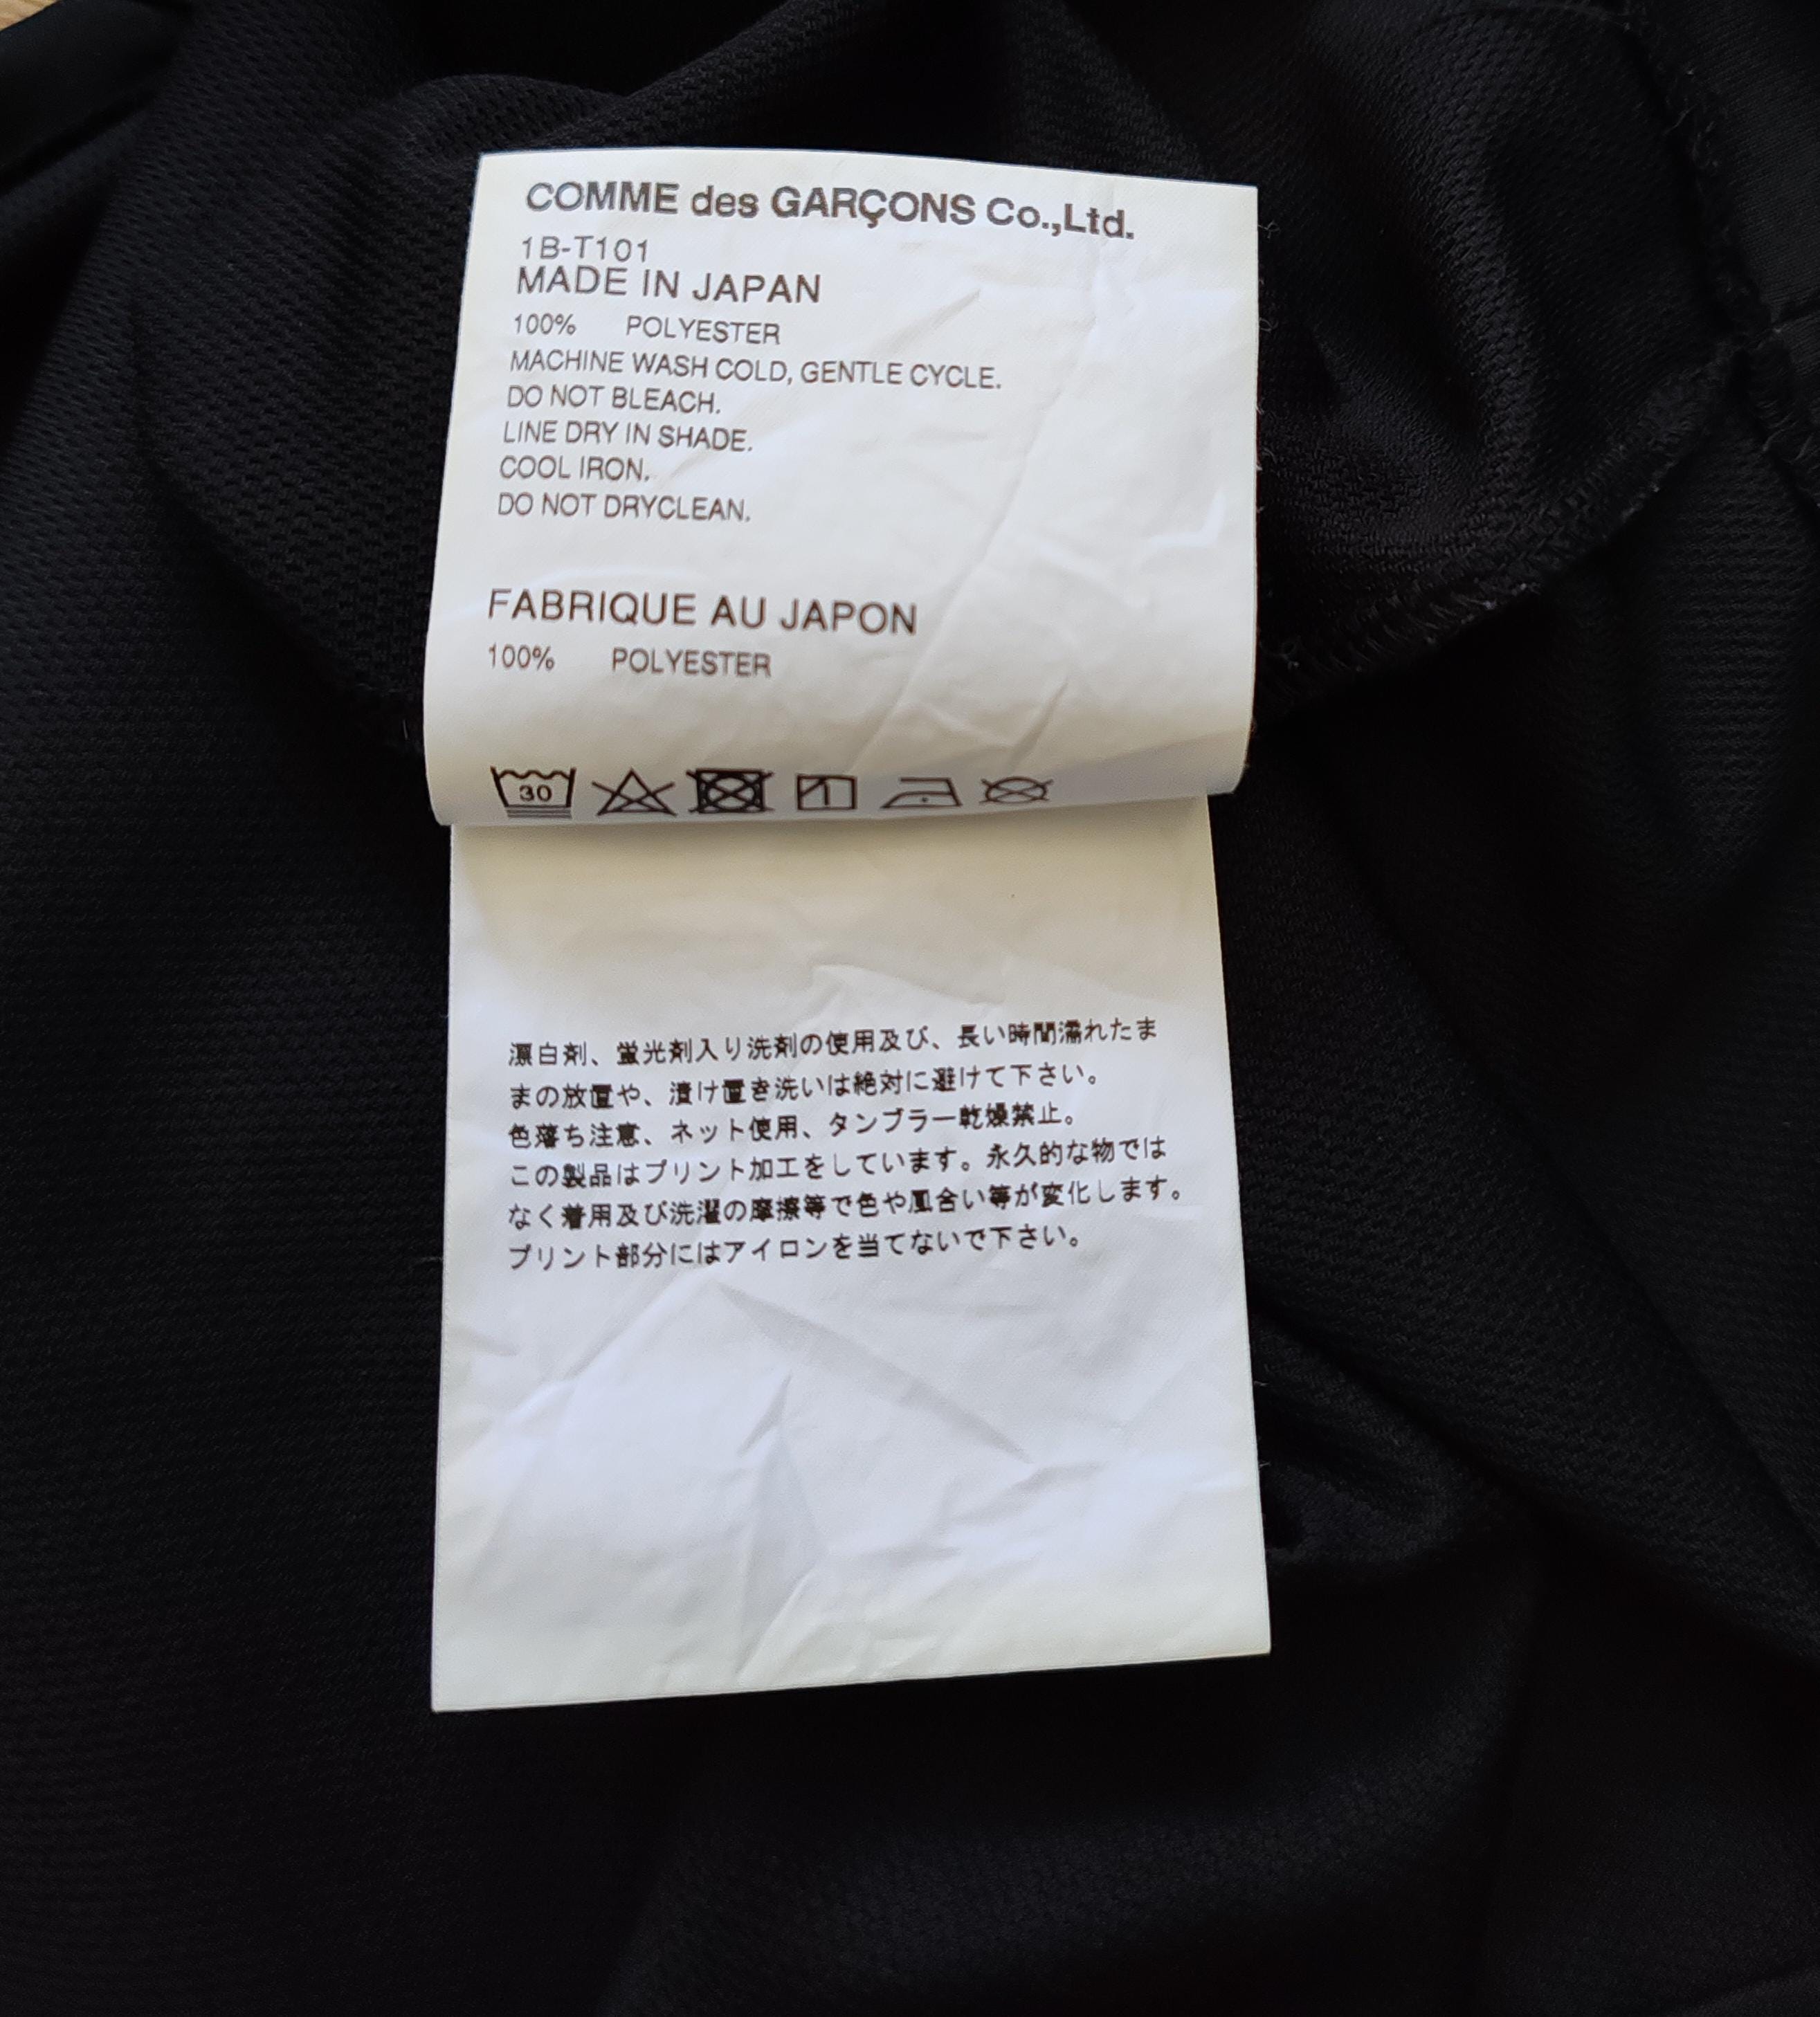 COMME des GARÇONS Co.,Ltd.
1B-T101
MADE IN JAPAN
100% POLYESTER
MACHINE WASH COLD, GENTLE CYCLE.
DO NOT BLEACH.
LINE DRY IN SHADE.
COOL IRON.
DO NOT DRYCLEAN.
FABRIQUE AU JAPON
100% POLYESTER
30
漂白剤、蛍光剤入り洗剤の使用及び、長い時間濡れたま
まの放置や、漬け置き洗いは絶対に避けて下さい。
色落ち注意、ネット使用、タンブラー乾燥禁止。
この製品はプリント加工をしています。永久的な物では
なく着用及び洗濯の摩擦等で色や風合い等が変化します。
プリント部分にはアイロンを当てないで下さい。